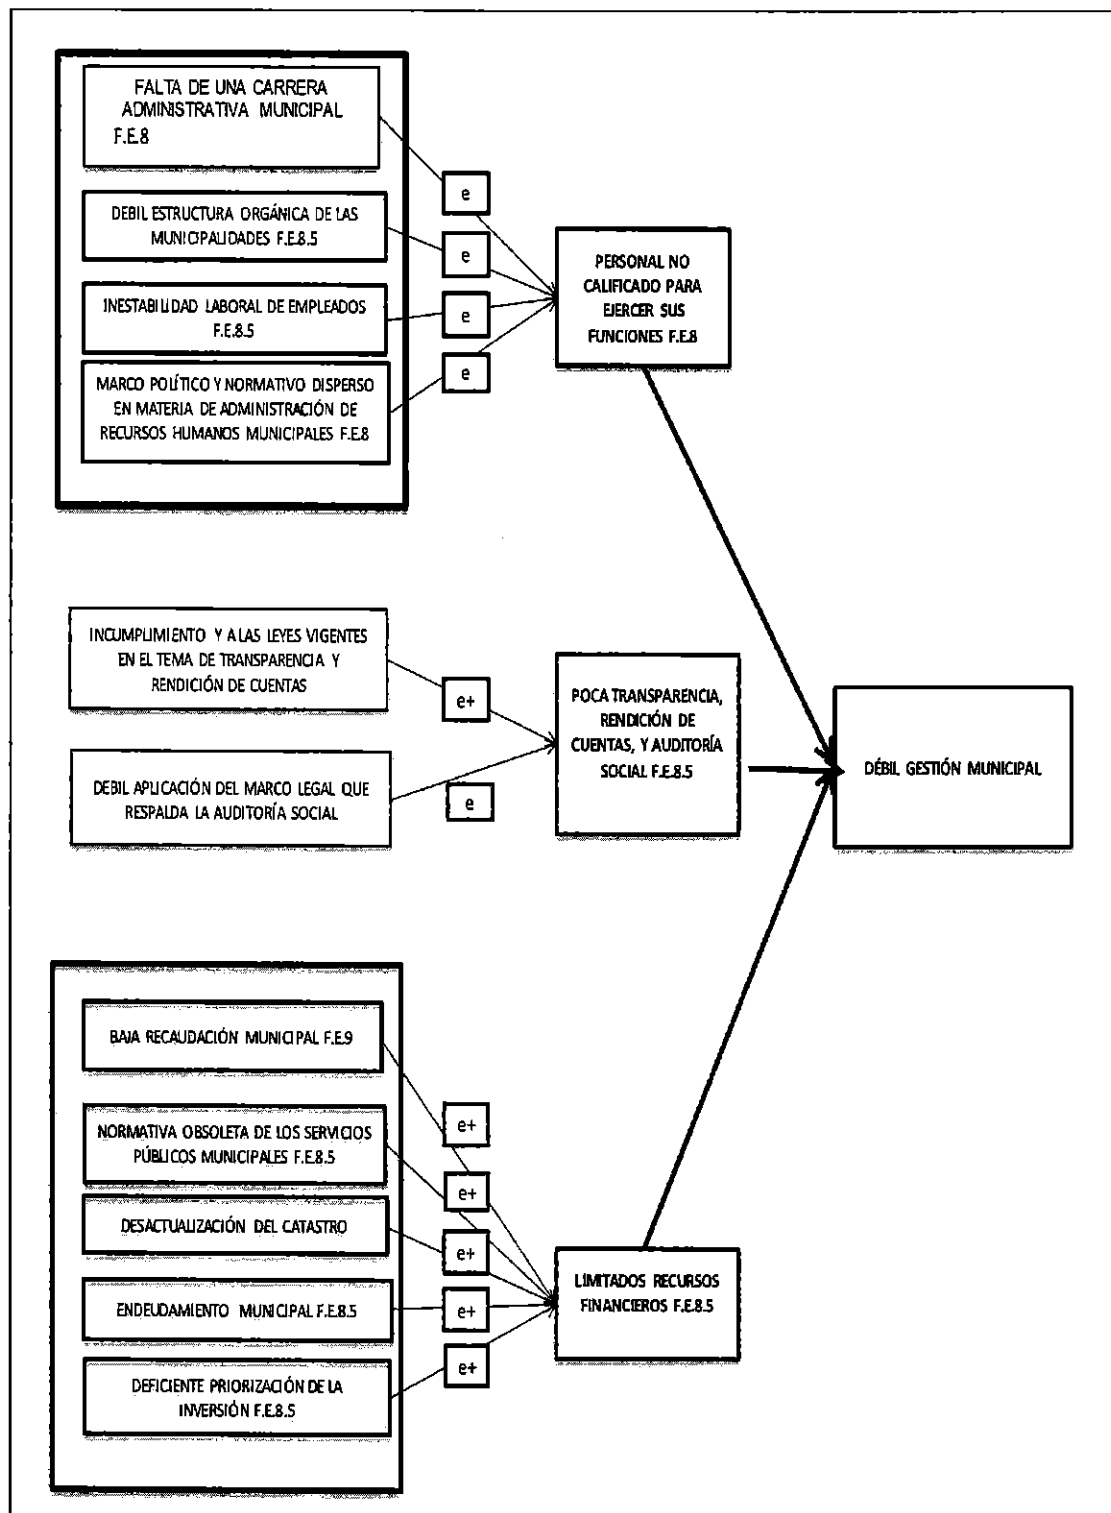 FALTA DE UNA CARRERA
ADMINISTRATIVA MUNICIPAL
F.E.8
DEBIL ESTRUCTURA ORGÁNICA DE LAS
MUNICIPALIDADES F.E.8.5
INESTABILIDAD LABORAL DE EMPLEADOS
F.E.8.5
MARCO POLÍTICO Y NORMATIVO DISPERSO
EN MATERIA DE ADMINISTRACIÓN DE
RECURSOS HUMANOS MUNICIPALES F.E.8
e
e
e
e
PERSONAL NO
CALIFICADO PARA
EJERCER SUS
FUNCIONES F.E.8
INCUMPLIMIENTO Y A LAS LEYES VIGENTES
EN EL TEMA DE TRANSPARENCIA Y
RENDICIÓN DE CUENTAS
DEBIL APLICACIÓN DEL MARCO LEGAL QUE
RESPALDA LA AUDITORÍA SOCIAL
e+
e
POCA TRANSPARENCIA,
RENDICIÓN DE
CUENTAS, Y AUDITORÍA
SOCIAL F.E.8.5
DÉBIL GESTIÓN MUNICIPAL
BAJA RECAUDACIÓN MUNICIPAL F.E.9
NORMATIVA OBSOLETA DE LOS SERVICIOS
PÚBLICOS MUNICIPALES F.E.8.5
DESACTUALIZACIÓN DEL CATASTRO
ENDEUDAMIENTO MUNICIPAL F.E.8.5
DEFICIENTE PRIORIZACIÓN DE LA
INVERSIÓN F.E.8.5
e+
e+
e+
e+
e+
LIMITADOS RECURSOS
FINANCIEROS F.E.8.5